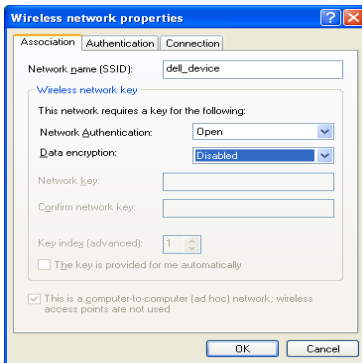 Wireless network properties
Association Authentication Connection
Network name (SSID): dell_device
Wireless network key
This network requires a key for the following:
Network Authentication: Open
Data encryption: Disabled
Network key:
Confirm network key:
Key index (advanced): 1
The key is provided for me automatically
This is a computer-to-computer (ad hoc) network; wireless
access points are not used
OK Cancel